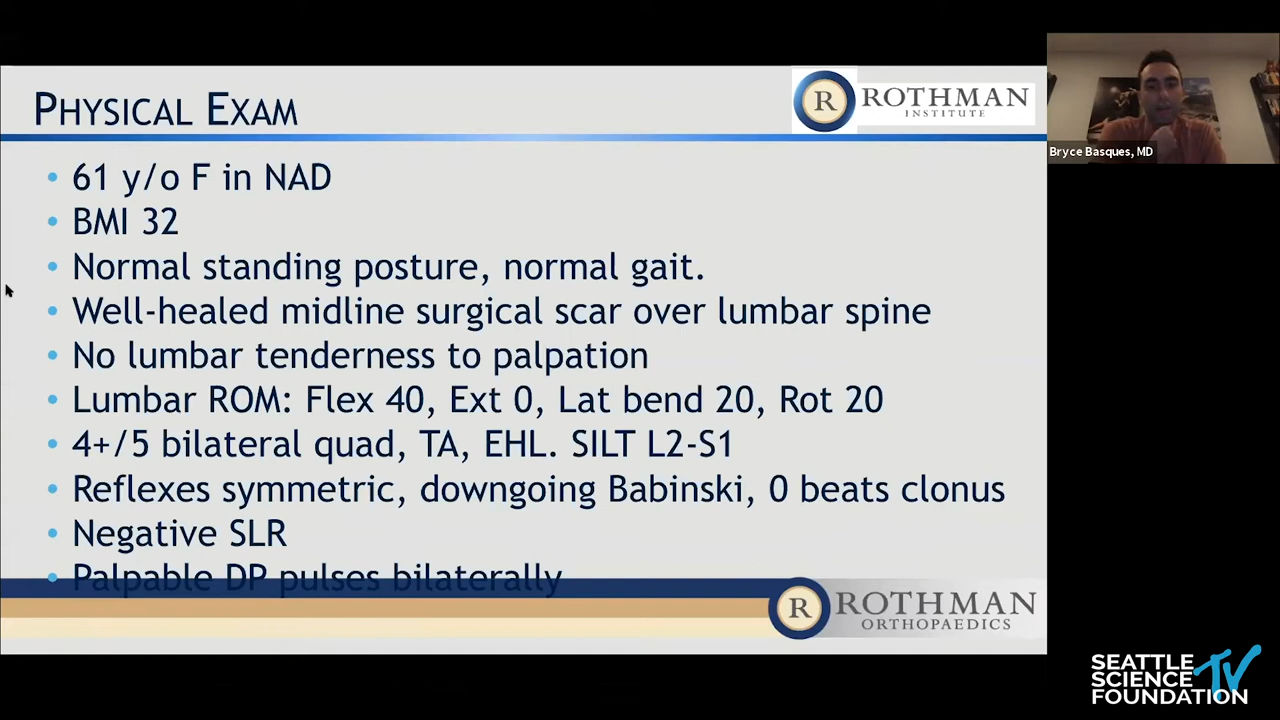 PHYSICAL EXAM
R ROTHMAN
INSTITUTE
Bryce Basques, MD
• 61 y/o F in NAD
• BMI 32
• Normal standing posture, normal gait.
• Well-healed midline surgical scar over lumbar spine
• No lumbar tenderness to palpation
• Lumbar ROM: Flex 40, Ext 0, Lat bend 20, Rot 20
• 4+/5 bilateral quad, TA, EHL. SILT L2-S1
• Reflexes symmetric, downgoing Babinski, 0 beats clonus
• Negative SLR
• Palpable DP pulses bilaterally
R ROTHMAN
ORTHOPAEDICS
SEATTLE
SCIENCE TV
FOUNDATION